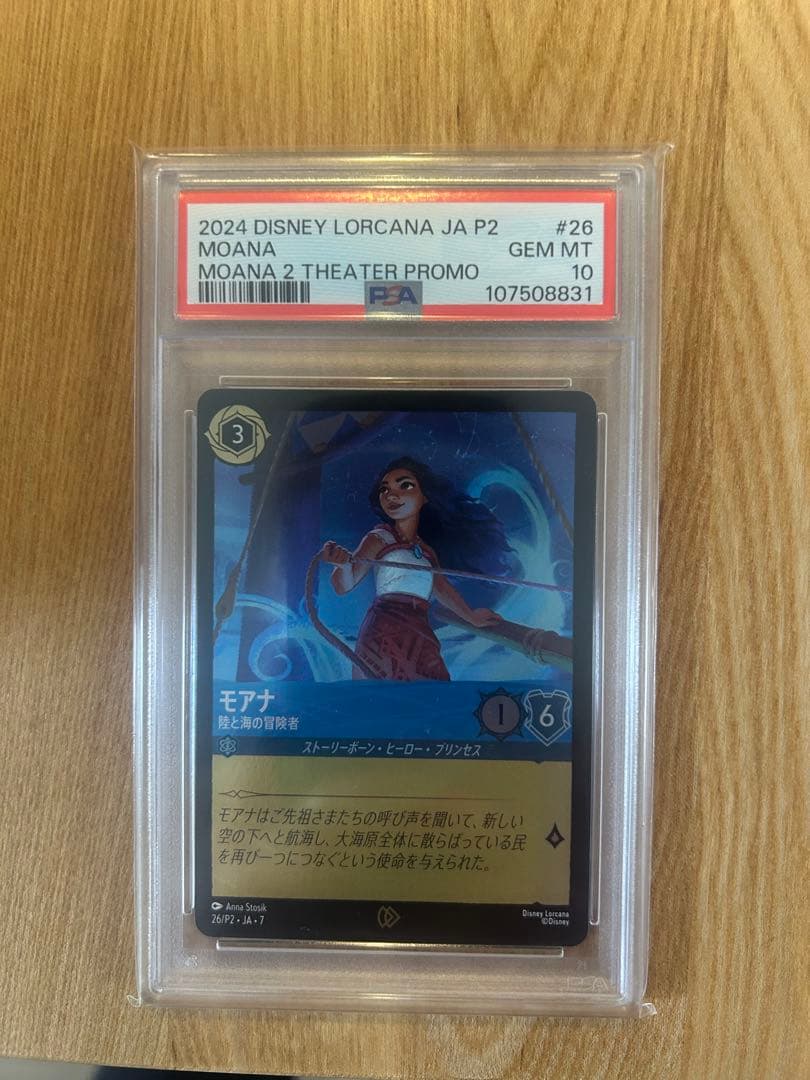 2024 DISNEY LORCANA JA P2 #26
MOANA GEM MT
MOANA 2 THEATER PROMO 10
PSA 107508831
3
モアナ
陸と海の冒険者
1 6
ストーリーボーン・ヒーロー・プリンセス
モアナはご先祖さまたちの呼び声を聞いて、新しい
空の下へと航海し、大海原全体に散らばっている民
を再び一つにつなぐという使命を与えられた。
Anna Stosik
26/P2・JA・7
Disney Lorcana
©Disney
PSA